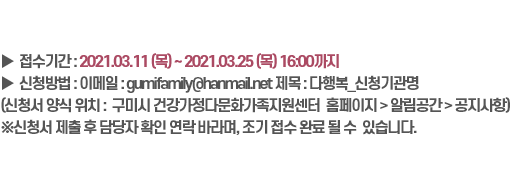 ▶ 접수기간 : 2021.03.11 (목) ~ 2021.03.25 (목) 16:00까지
▶ 신청방법 : 이메일 : gumifamily@hanmail.net 제목 : 다행복_신청기관명
(신청서 양식 위치 : 구미시 건강가정다문화가족지원센터 홈페이지 > 알림공간 > 공지사항)
※신청서 제출 후 담당자 확인 연락 바라며, 조기 접수 완료 될 수 있습니다.